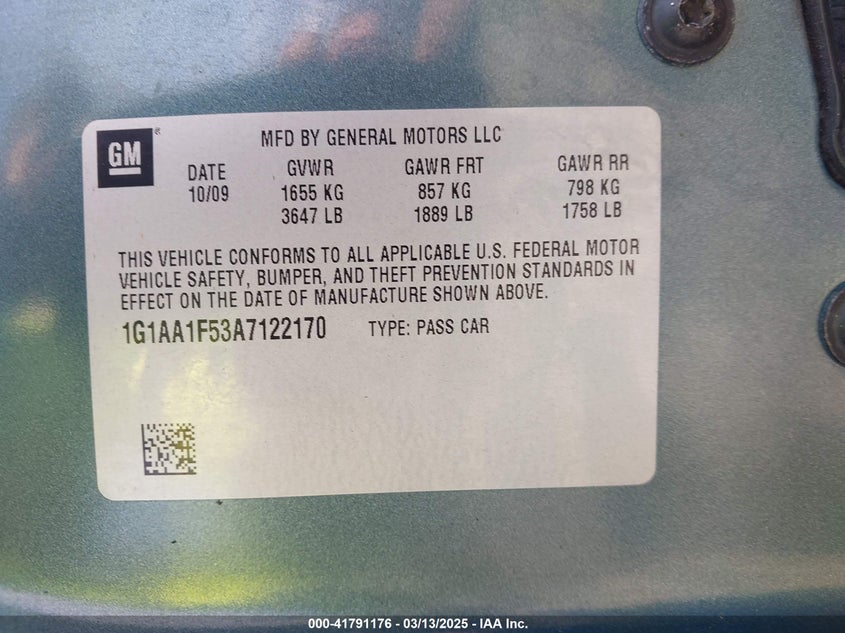 GM ®
MFD BY GENERAL MOTORS LLC
DATE GVWR GAWR FRT GAWR RR
10/09 1655 KG 857 KG 798 KG
3647 LB 1889 LB 1758 LB
THIS VEHICLE CONFORMS TO ALL APPLICABLE U.S. FEDERAL MOTOR
VEHICLE SAFETY, BUMPER, AND THEFT PREVENTION STANDARDS IN
EFFECT ON THE DATE OF MANUFACTURE SHOWN ABOVE.
1G1AA1F53A7122170 TYPE: PASS CAR
000-41791176 - 03/13/2025 - IAA Inc.